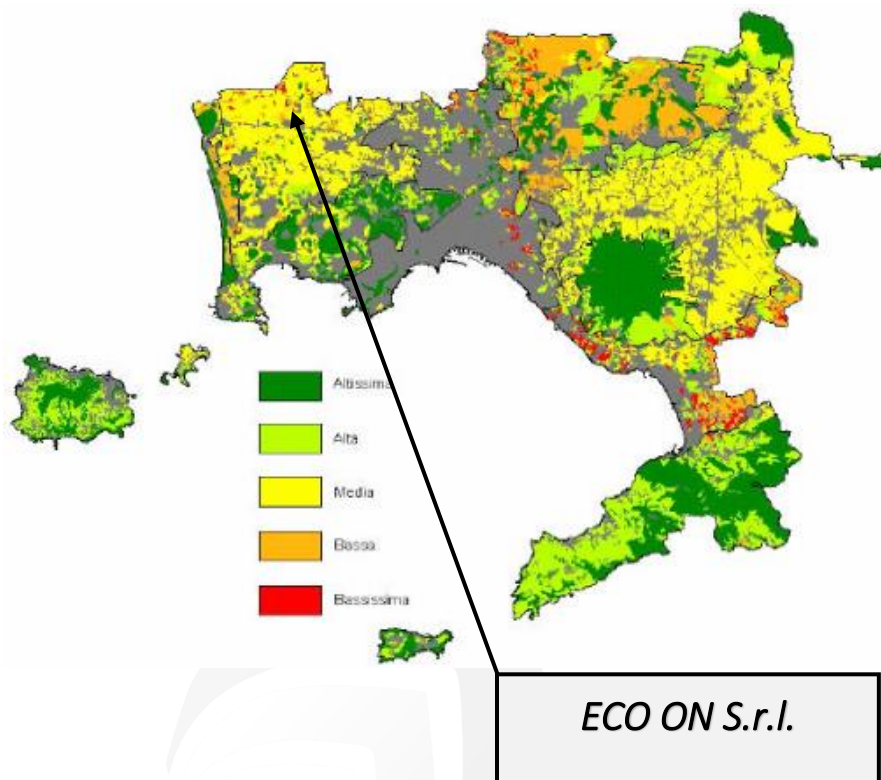 Altissima
Alta
Media
Bassa
Bassissima
ECO ON S.r.l.